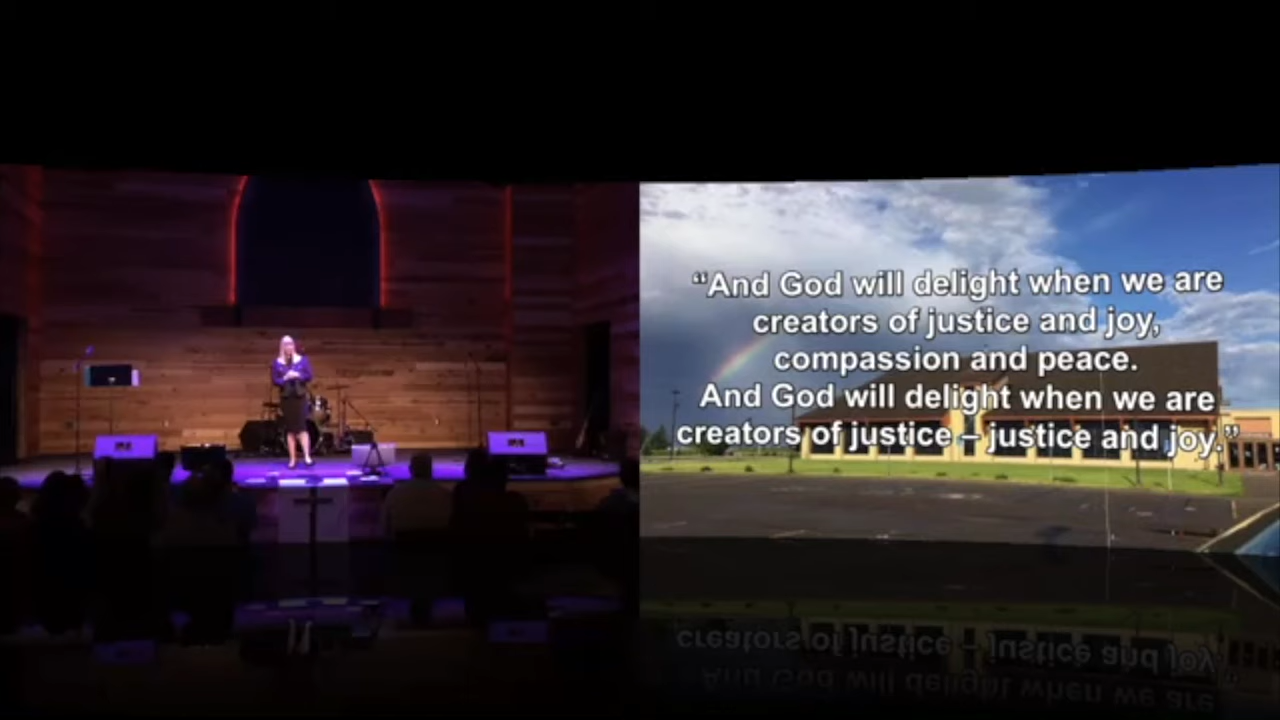 “And God will delight when we are
creators of justice and joy,
compassion and peace.
And God will delight when we are
creators of justice – justice and joy.”